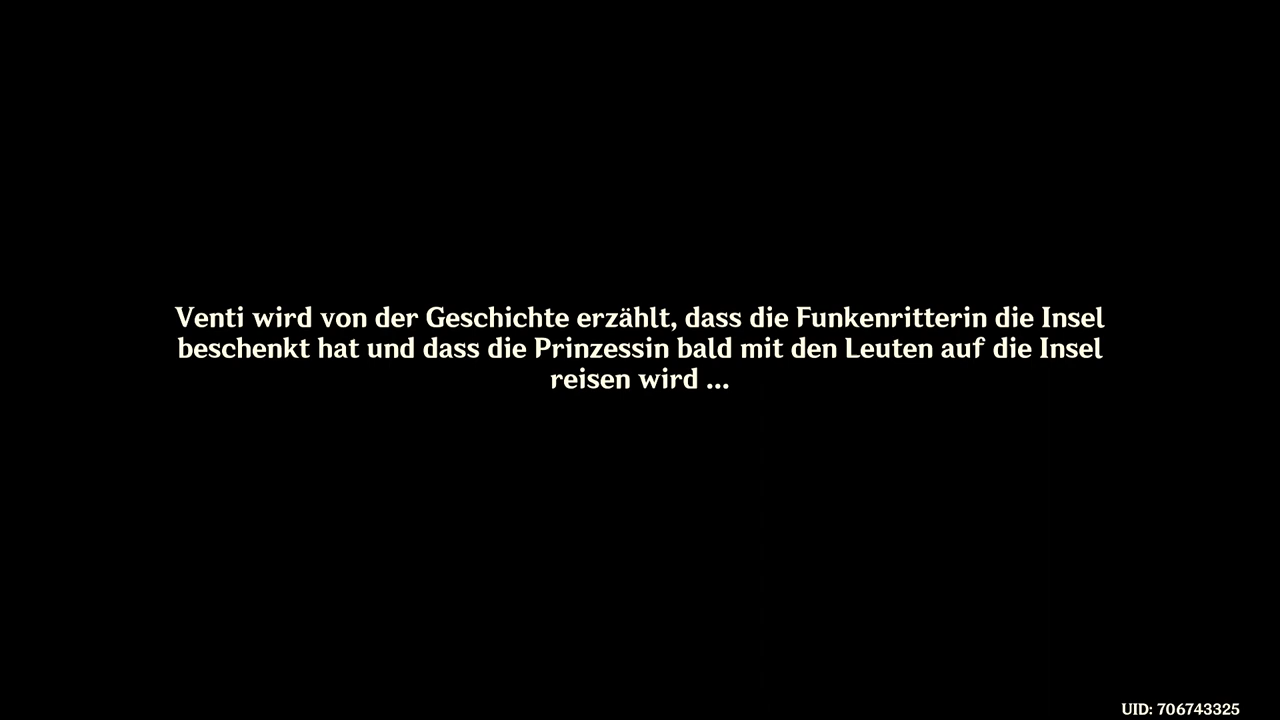 Venti wird von der Geschichte erzählt, dass die Funkenritterin die Insel
beschenkt hat und dass die Prinzessin bald mit den Leuten auf die Insel
reisen wird ...
UID: 706743325